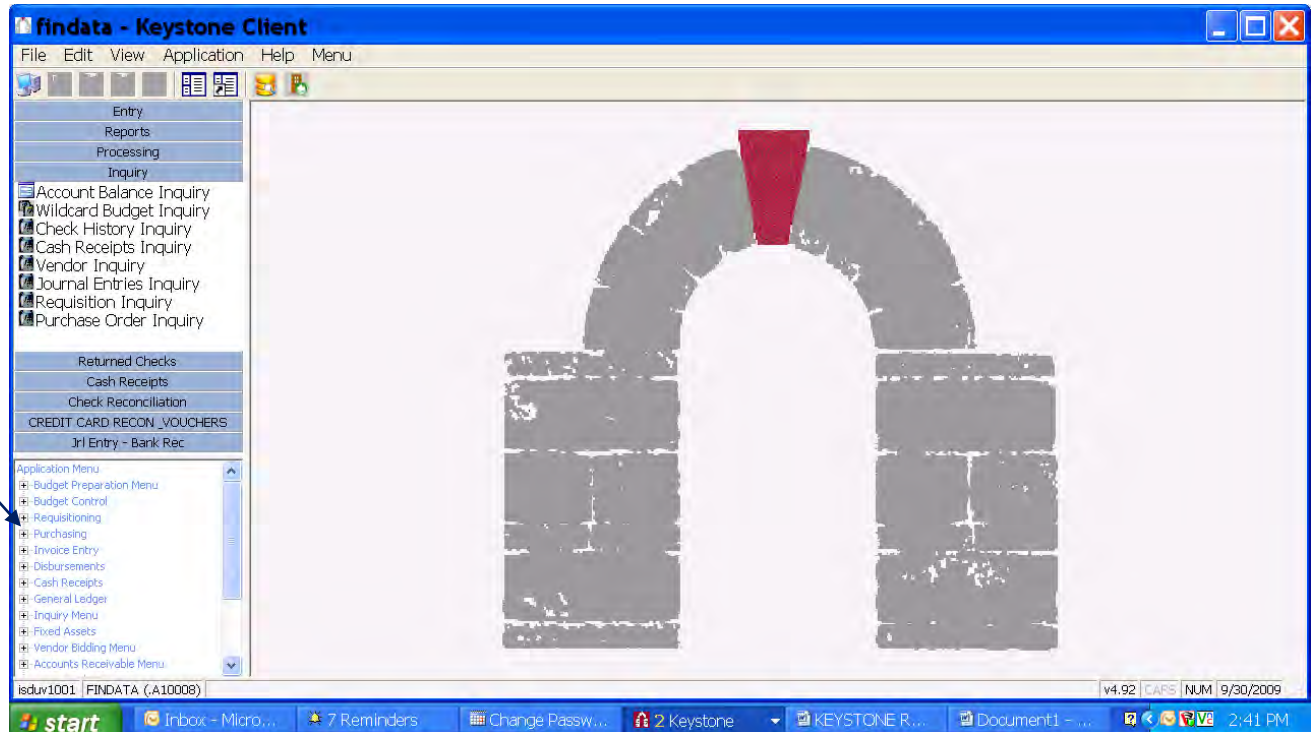 findata - Keystone Client
File Edit View Application Help Menu
Entry
Reports
Processing
Inquiry
Account Balance Inquiry
Wildcard Budget Inquiry
Check History Inquiry
Cash Receipts Inquiry
Vendor Inquiry
Journal Entries Inquiry
Requisition Inquiry
Purchase Order Inquiry
Returned Checks
Cash Receipts
Check Reconciliation
CREDIT CARD RECON _VOUCHERS
Jrl Entry - Bank Rec
Application Menu
Budget Preparation Menu
Budget Control
Requisitioning
Purchasing
Invoice Entry
Disbursements
Cash Receipts
General Ledger
Inquiry Menu
Fixed Assets
Vendor Bidding Menu
Accounts Receivable Menu
isduv1001 FINDATA (.A10008) v4.92 CAPS NUM 9/30/2009
start Inbox - Micro... 7 Reminders Change Passw... 2 Keystone KEYSTONE R... Document1 - ... V2 2:41 PM